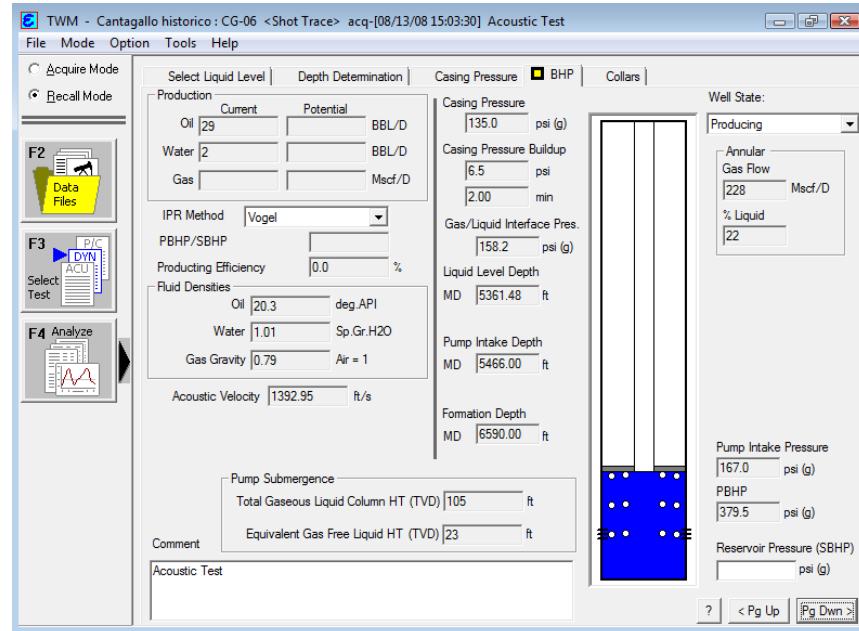 TWM - Cantagallo historico : CG-06 <Shot Trace> acq-[08/13/08 15:03:30] Acoustic Test
File Mode Option Tools Help
Acquire Mode
Recall Mode
F2
Data
Files
F3
P/C
DYN
ACU
Select
Test
F4 Analyze
Select Liquid Level
Depth Determination
Casing Pressure
BHP
Collars
Production
Current Potential
Oil 29 BBL/D
Water 2 BBL/D
Gas Mscf/D
IPR Method Vogel
PBHP/SBHP
Producting Efficiency 0.0 %
Fluid Densities
Oil 20.3 deg.API
Water 1.01 Sp.Gr.H2O
Gas Gravity 0.79 Air = 1
Acoustic Velocity 1392.95 ft/s
Pump Submergence
Total Gaseous Liquid Column HT (TVD) 105 ft
Equivalent Gas Free Liquid HT (TVD) 23 ft
Comment
Acoustic Test
Casing Pressure
135.0 psi (g)
Casing Pressure Buildup
6.5 psi
2.00 min
Gas/Liquid Interface Pres.
158.2 psi (g)
Liquid Level Depth
MD 5361.48 ft
Pump Intake Depth
MD 5466.00 ft
Formation Depth
MD 6590.00 ft
Well State:
Producing
Annular
Gas Flow
228 Mscf/D
% Liquid
22
Pump Intake Pressure
167.0 psi (g)
PBHP
379.5 psi (g)
Reservoir Pressure (SBHP)
psi (g)
? < Pg Up Pg Dwn >